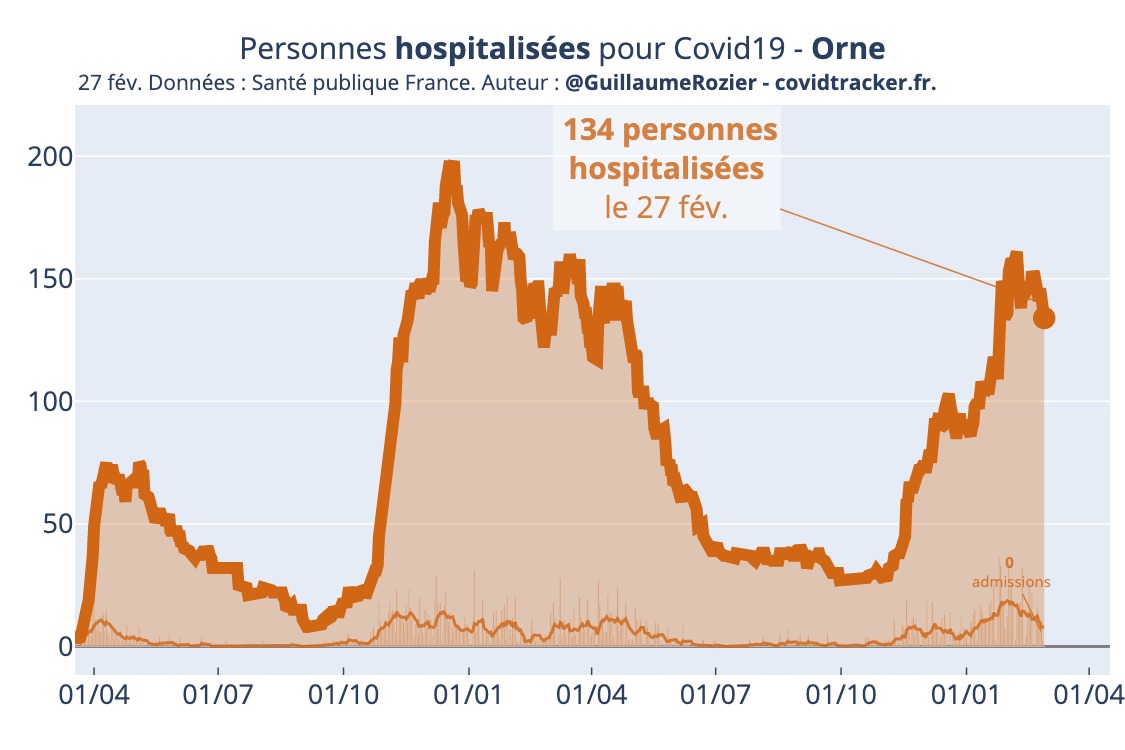 Personnes hospitalisées pour Covid19 - Orne
27 fév. Données : Santé publique France. Auteur : @GuillaumeRozier - covidtracker.fr.
134 personnes
hospitalisées
le 27 fév.
200
150
100
50
0
0
admissions
01/04 01/07 01/10 01/01 01/04 01/07 01/10 01/01 01/04